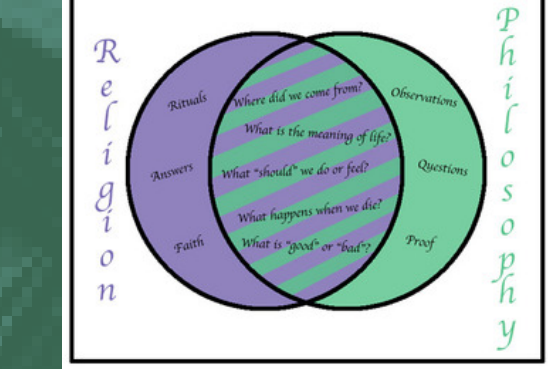 Religion
Philosophy
Rituals
Answers
Faith
Where did we come from?
What is the meaning of life?
What "should" we do or feel?
What happens when we die?
What is "good" or "bad"?
Observations
Questions
Proof